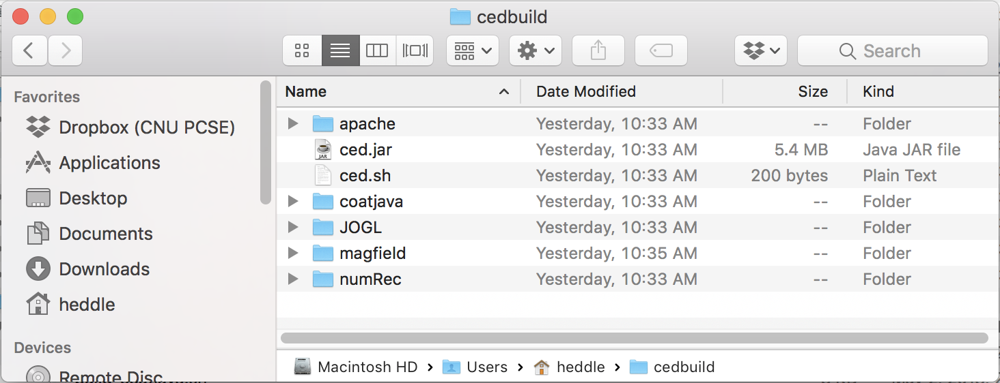 cedbuild
Search
Favorites
Dropbox (CNU PCSE)
Applications
Desktop
Documents
Downloads
heddle
Devices
Remote Disc
Name Date Modified Size Kind
apache Yesterday, 10:33 AM -- Folder
JAR
ced.jar Yesterday, 10:33 AM 5.4 MB Java JAR file
ced.sh Yesterday, 10:33 AM 200 bytes Plain Text
coatjava Yesterday, 10:33 AM -- Folder
JOGL Yesterday, 10:33 AM -- Folder
magfield Yesterday, 10:35 AM -- Folder
numRec Yesterday, 10:33 AM -- Folder
Macintosh HD › Users › heddle › cedbuild